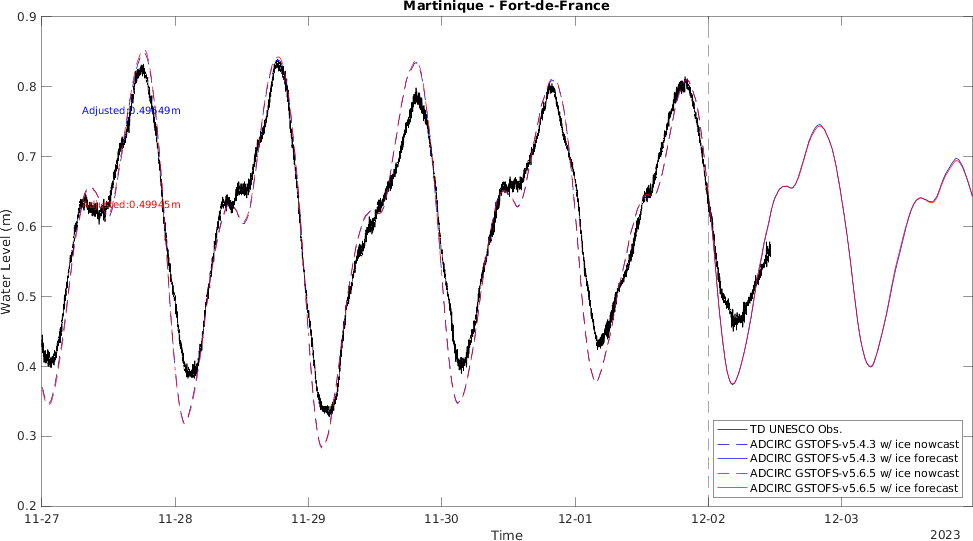 Martinique - Fort-de-France
0.9
0.8
0.7
0.6
0.5
0.4
0.3
0.2
Water Level (m)
Adjusted:0.49649m
Adjusted:0.49945m
TD UNESCO Obs.
ADCIRC GSTOFS-v5.4.3 w/ ice nowcast
ADCIRC GSTOFS-v5.4.3 w/ ice forecast
ADCIRC GSTOFS-v5.6.5 w/ ice nowcast
ADCIRC GSTOFS-v5.6.5 w/ ice forecast
11-27 11-28 11-29 11-30 12-01 12-02 12-03
Time
2023